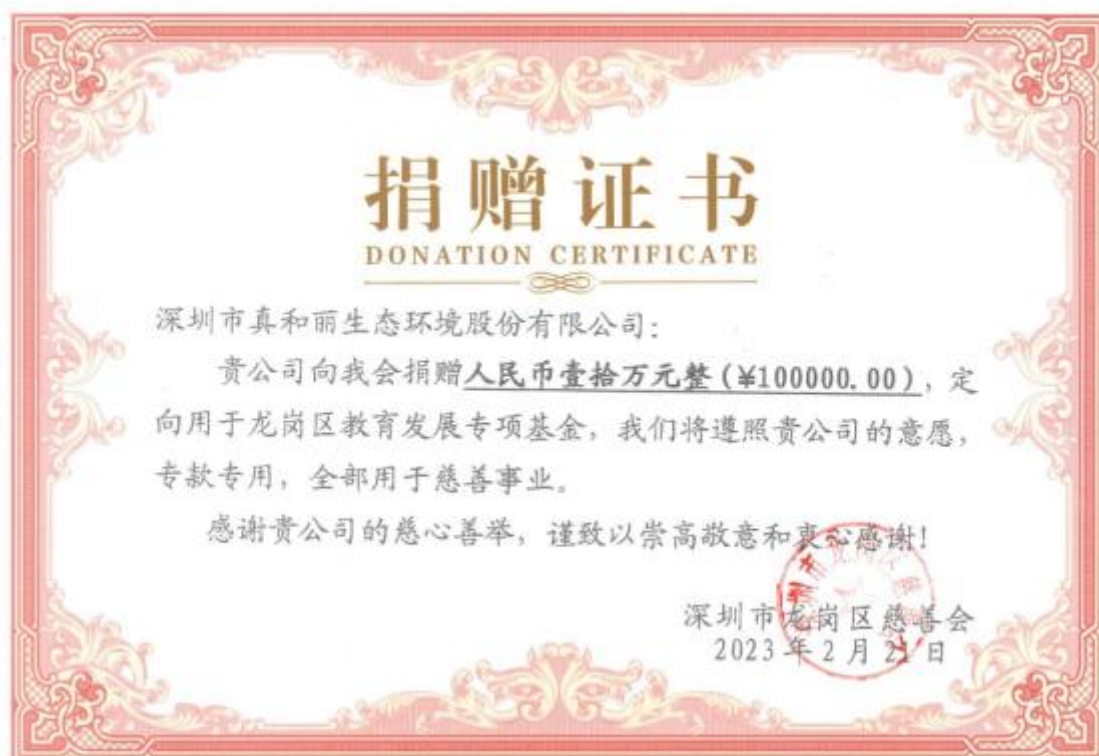 捐赠证书
DONATION CERTIFICATE
深圳市真和丽生态环境股份有限公司：
贵公司向我会捐赠人民币壹拾万元整（¥100000.00），定
向用于龙岗区教育发展专项基金，我们将遵照贵公司的意愿，
专款专用，全部用于慈善事业。
感谢贵公司的慈心善举，谨致以崇高敬意和衷心感谢！
深圳市龙岗区慈善会
2023年2月21日